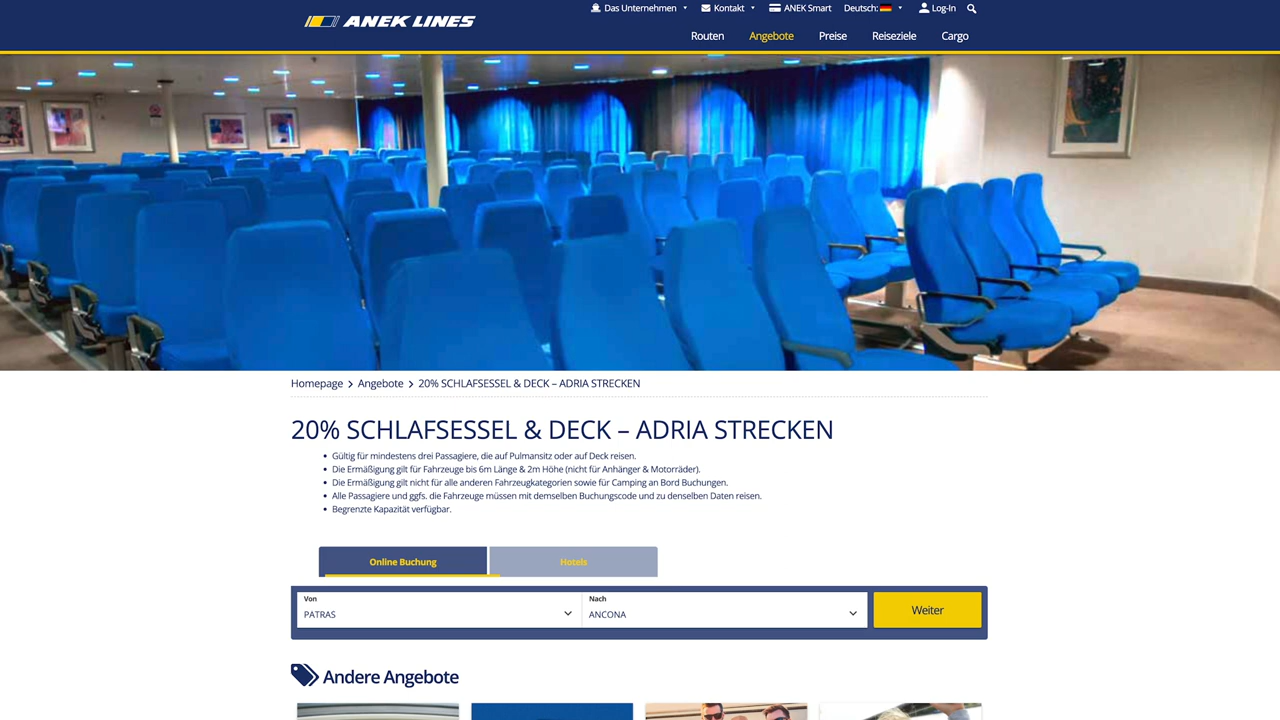 ANEK LINES
Das Unternehmen
Kontakt
ANEK Smart
Deutsch:
Log-In
Routen
Angebote
Preise
Reiseziele
Cargo
Homepage > Angebote > 20% SCHLAFSESSEL & DECK – ADRIA STRECKEN
20% SCHLAFSESSEL & DECK – ADRIA STRECKEN
• Gültig für mindestens drei Passagiere, die auf Pulmansitz oder auf Deck reisen.
• Die Ermäßigung gilt für Fahrzeuge bis 6m Länge & 2m Höhe (nicht für Anhänger & Motorräder).
• Die Ermäßigung gilt nicht für alle anderen Fahrzeugkategorien sowie für Camping an Bord Buchungen.
• Alle Passagiere und ggfs. die Fahrzeuge müssen mit demselben Buchungscode und zu denselben Daten reisen.
• Begrenzte Kapazität verfügbar.
Online Buchung
Hotels
Von
PATRAS
Nach
ANCONA
Weiter
Andere Angebote